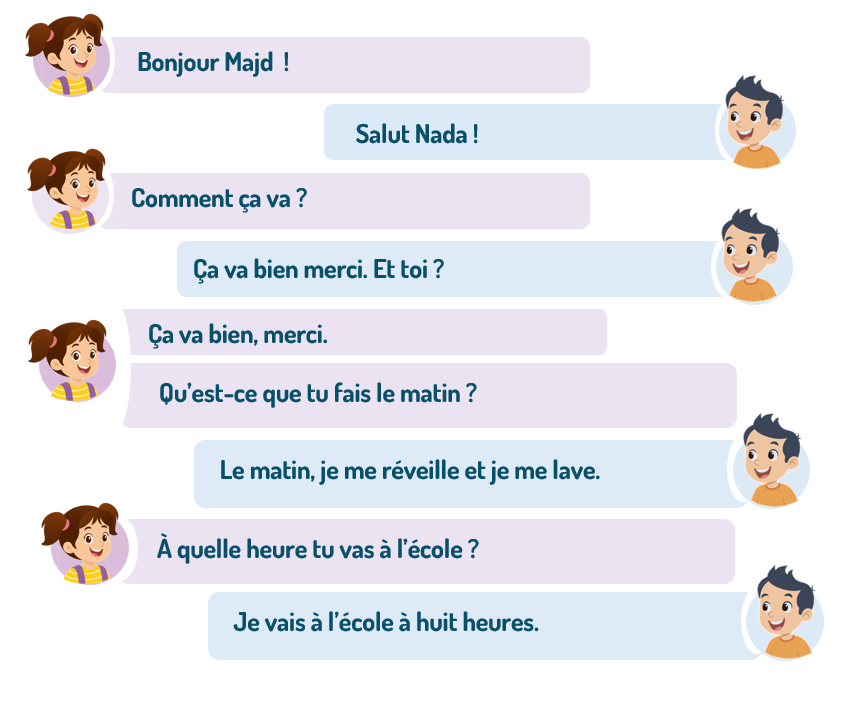 Bonjour Majd !
Salut Nada !
Comment ça va ?
Ça va bien merci. Et toi ?
Ça va bien, merci.
Qu’est-ce que tu fais le matin ?
Le matin, je me réveille et je me lave.
À quelle heure tu vas à l’école ?
Je vais à l’école à huit heures.